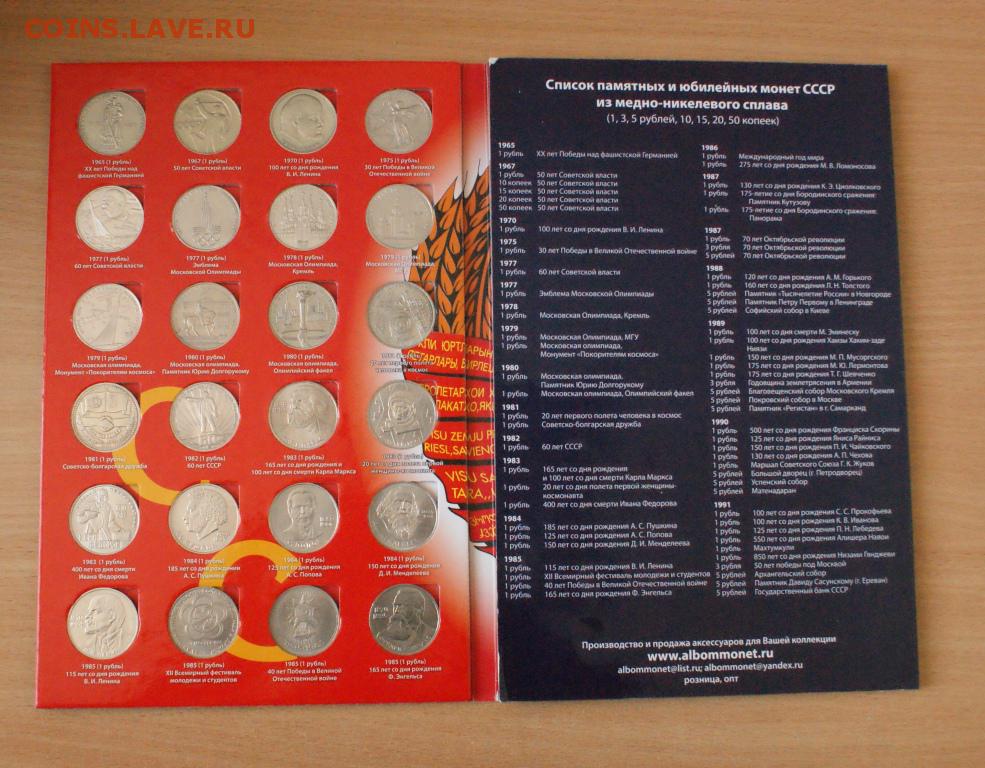 COINS.LAVE.RU
1965 (1 рубль)
XX лет Победы над
фашистской Германией
1967 (1 рубль)
50 лет Советской власти
1970 (1 рубль)
100 лет со дня рождения
В. И. Ленина
1975 (1 рубль)
30 лет Победы в Великой
Отечественной войне
1977 (1 рубль)
60 лет Советской власти
1977 (1 рубль)
Эмблема
Московской Олимпиады
1978 (1 рубль)
Московская Олимпиада,
Кремль
1979 (1 рубль)
Московская Олимпиада,
1979 (1 рубль)
Московская олимпиада,
Монумент «Покорителям космоса»
1980 (1 рубль)
Московская олимпиада,
Памятник Юрию Долгорукому
1980 (1 рубль)
Московская олимпиада,
Олимпийский факел
1981 (1 рубль)
20 лет первого полета
человека в космос
1981 (1 рубль)
Советско-болгарская дружба
1982 (1 рубль)
60 лет СССР
1983 (1 рубль)
165 лет со дня рождения и
100 лет со дня смерти Карла Маркса
1983 (1 рубль)
20 лет со дня полета первой
женщины-космонавта
1983 (1 рубль)
400 лет со дня смерти
Ивана Федорова
1984 (1 рубль)
185 лет со дня рождения
А. С. Пушкина
1984 (1 рубль)
125 лет со дня рождения
А. С. Попова
1984 (1 рубль)
150 лет со дня рождения
Д. И. Менделеева
1985 (1 рубль)
115 лет со дня рождения
В. И. Ленина
1985 (1 рубль)
XII Всемирный фестиваль
молодежи и студентов
1985 (1 рубль)
40 лет Победы в Великой
Отечественной войне
1985 (1 рубль)
165 лет со дня рождения
Ф. Энгельса
VISU ZEMJU
VISU
TARA
Список памятных и юбилейных монет СССР
из медно-никелевого сплава
(1, 3, 5 рублей, 10, 15, 20, 50 копеек)
1965
1 рубль XX лет Победы над фашистской Германией
1967
1 рубль 50 лет Советской власти
10 копеек 50 лет Советской власти
15 копеек 50 лет Советской власти
20 копеек 50 лет Советской власти
50 копеек 50 лет Советской власти
1970
1 рубль 100 лет со дня рождения В. И. Ленина
1975
1 рубль 30 лет Победы в Великой Отечественной войне
1977
1 рубль 60 лет Советской власти
1977
1 рубль Эмблема Московской Олимпиады
1978
1 рубль Московская Олимпиада, Кремль
1979
1 рубль Московская Олимпиада, МГУ
1 рубль Московская олимпиада,
Монумент «Покорителям космоса»
1980
1 рубль Московская олимпиада,
Памятник Юрию Долгорукому
1 рубль Московская олимпиада, Олимпийский факел
1981
1 рубль 20 лет первого полета человека в космос
1 рубль Советско-болгарская дружба
1982
1 рубль 60 лет СССР
1983
1 рубль 165 лет со дня рождения
и 100 лет со дня смерти Карла Маркса
1 рубль 20 лет со дня полета первой женщины-
космонавта
1 рубль 400 лет со дня смерти Ивана Федорова
1984
1 рубль 185 лет со дня рождения А. С. Пушкина
1 рубль 125 лет со дня рождения А. С. Попова
1 рубль 150 лет со дня рождения Д. И. Менделеева
1985
1 рубль 115 лет со дня рождения В. И. Ленина
1 рубль XII Всемирный фестиваль молодежи и студентов
1 рубль 40 лет Победы в Великой Отечественной войне
1 рубль 165 лет со дня рождения Ф. Энгельса
1986
1 рубль Международный год мира
1 рубль 275 лет со дня рождения М. В. Ломоносова
1987
1 рубль 130 лет со дня рождения К. Э. Циолковского
1 рубль 175-летие со дня Бородинского сражения:
Памятник Кутузову
1 рубль 175-летие со дня Бородинского сражения:
Панорама
1987
1 рубль 70 лет Октябрьской революции
3 рубля 70 лет Октябрьской революции
5 рублей 70 лет Октябрьской революции
1988
1 рубль 120 лет со дня рождения А. М. Горького
1 рубль 160 лет со дня рождения Л. Н. Толстого
5 рублей Памятник «Тысячелетие России» в Новгороде
5 рублей Памятник Петру Первому в Ленинграде
5 рублей Софийский собор в Киеве
1989
1 рубль 100 лет со дня смерти М. Эминеску
1 рубль 100 лет со дня рождения Хамзы Хаким-заде
Ниязи
1 рубль 150 лет со дня рождения М. П. Мусоргского
1 рубль 175 лет со дня рождения М. Ю. Лермонтова
1 рубль 175 лет со дня рождения Т. Г. Шевченко
3 рубля Годовщина землетрясения в Армении
5 рублей Благовещенский собор Московского Кремля
5 рублей Покровский собор в Москве
5 рублей Памятник «Регистан» в г. Самарканд
1990
1 рубль 500 лет со дня рождения Франциска Скорины
1 рубль 125 лет со дня рождения Яниса Райниса
1 рубль 150 лет со дня рождения П. И. Чайковского
1 рубль 130 лет со дня рождения А. П. Чехова
1 рубль Маршал Советского Союза Г. К. Жуков
5 рублей Большой дворец (г. Петродворец)
5 рублей Успенский собор
5 рублей Матенадаран
1991
1 рубль 100 лет со дня рождения С. С. Прокофьева
1 рубль 100 лет со дня рождения К. В. Иванова
1 рубль 125 лет со дня рождения П. Н. Лебедева
1 рубль 550 лет со дня рождения Алишера Навои
1 рубль Махтумкули
1 рубль 850 лет со дня рождения Низами Гянджеви
3 рубля 50 лет победы под Москвой
5 рублей Архангельский собор
5 рублей Памятник Давиду Сасунскому (г. Ереван)
5 рублей Государственный банк СССР
Производство и продажа аксессуаров для Вашей коллекции
www.albommonet.ru
albommonet@list.ru; albommonet@yandex.ru
розница, опт